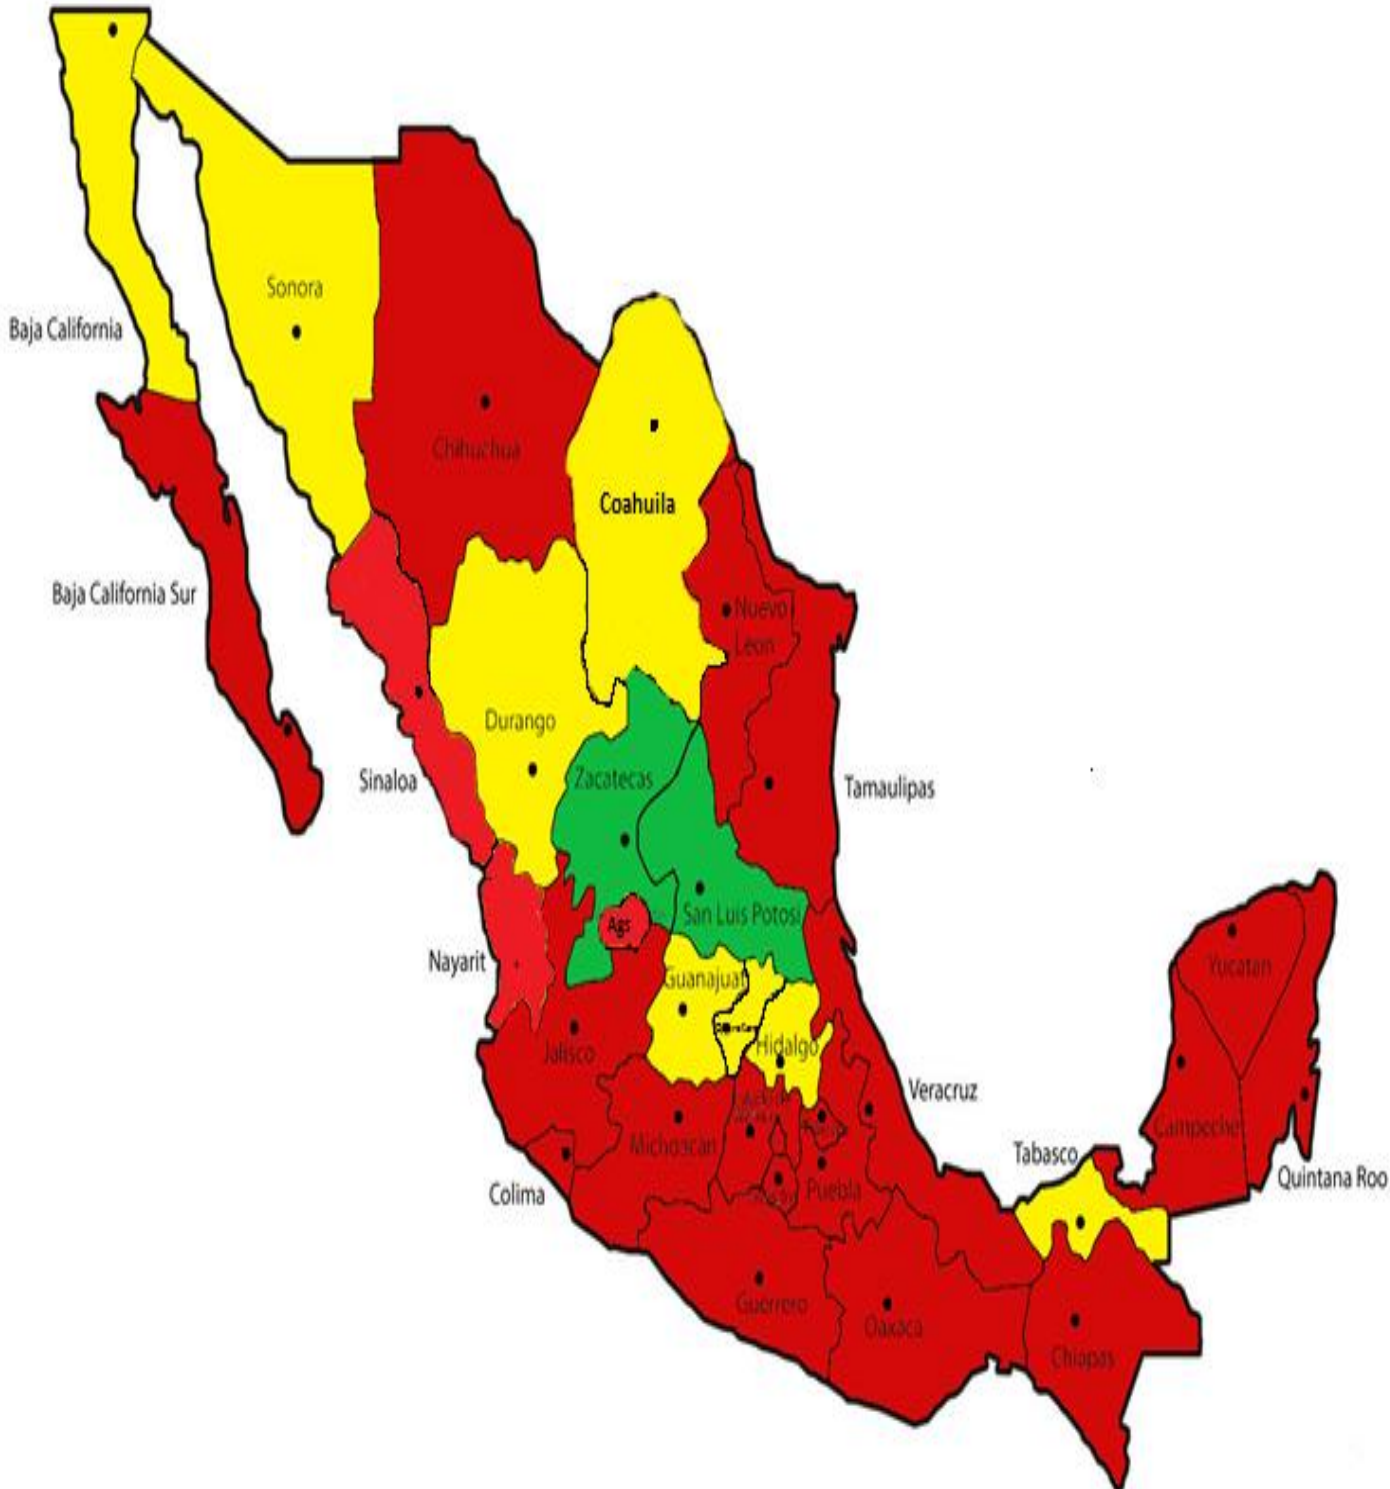 Sonora
Baja California
Chihuchua
Coahuila
Baja California Sur
Nuevo
Leon
Durango
Zacatecas
Sinaloa
Tamaulipas
San Luis Potosi
Ags
Nayarit
Yucatan
Guanajuat
Hidalgo
Jalisco
Veracruz
Campeche
Michoacan
Tabasco
Quintana Roo
Colima
Puebla
Guerrero
Oaxaca
Chiapas